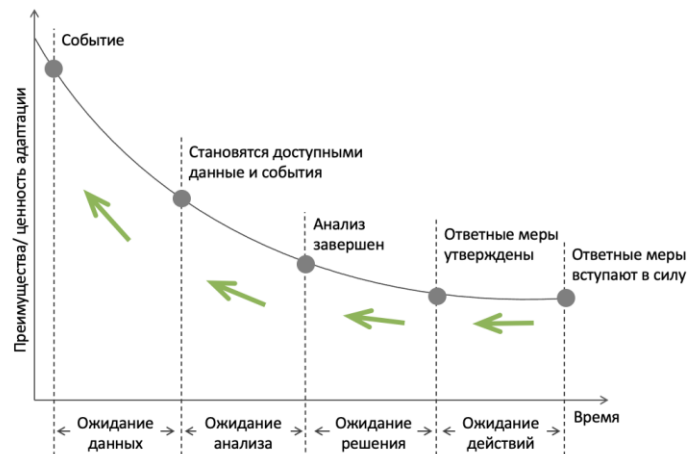 Преимущества/ ценность адаптации
Событие
Становятся доступными
данные и события
Анализ
завершен
Ответные меры
утверждены
Ответные меры
вступают в силу
Время
Ожидание
данных
Ожидание
анализа
Ожидание
решения
Ожидание
действий